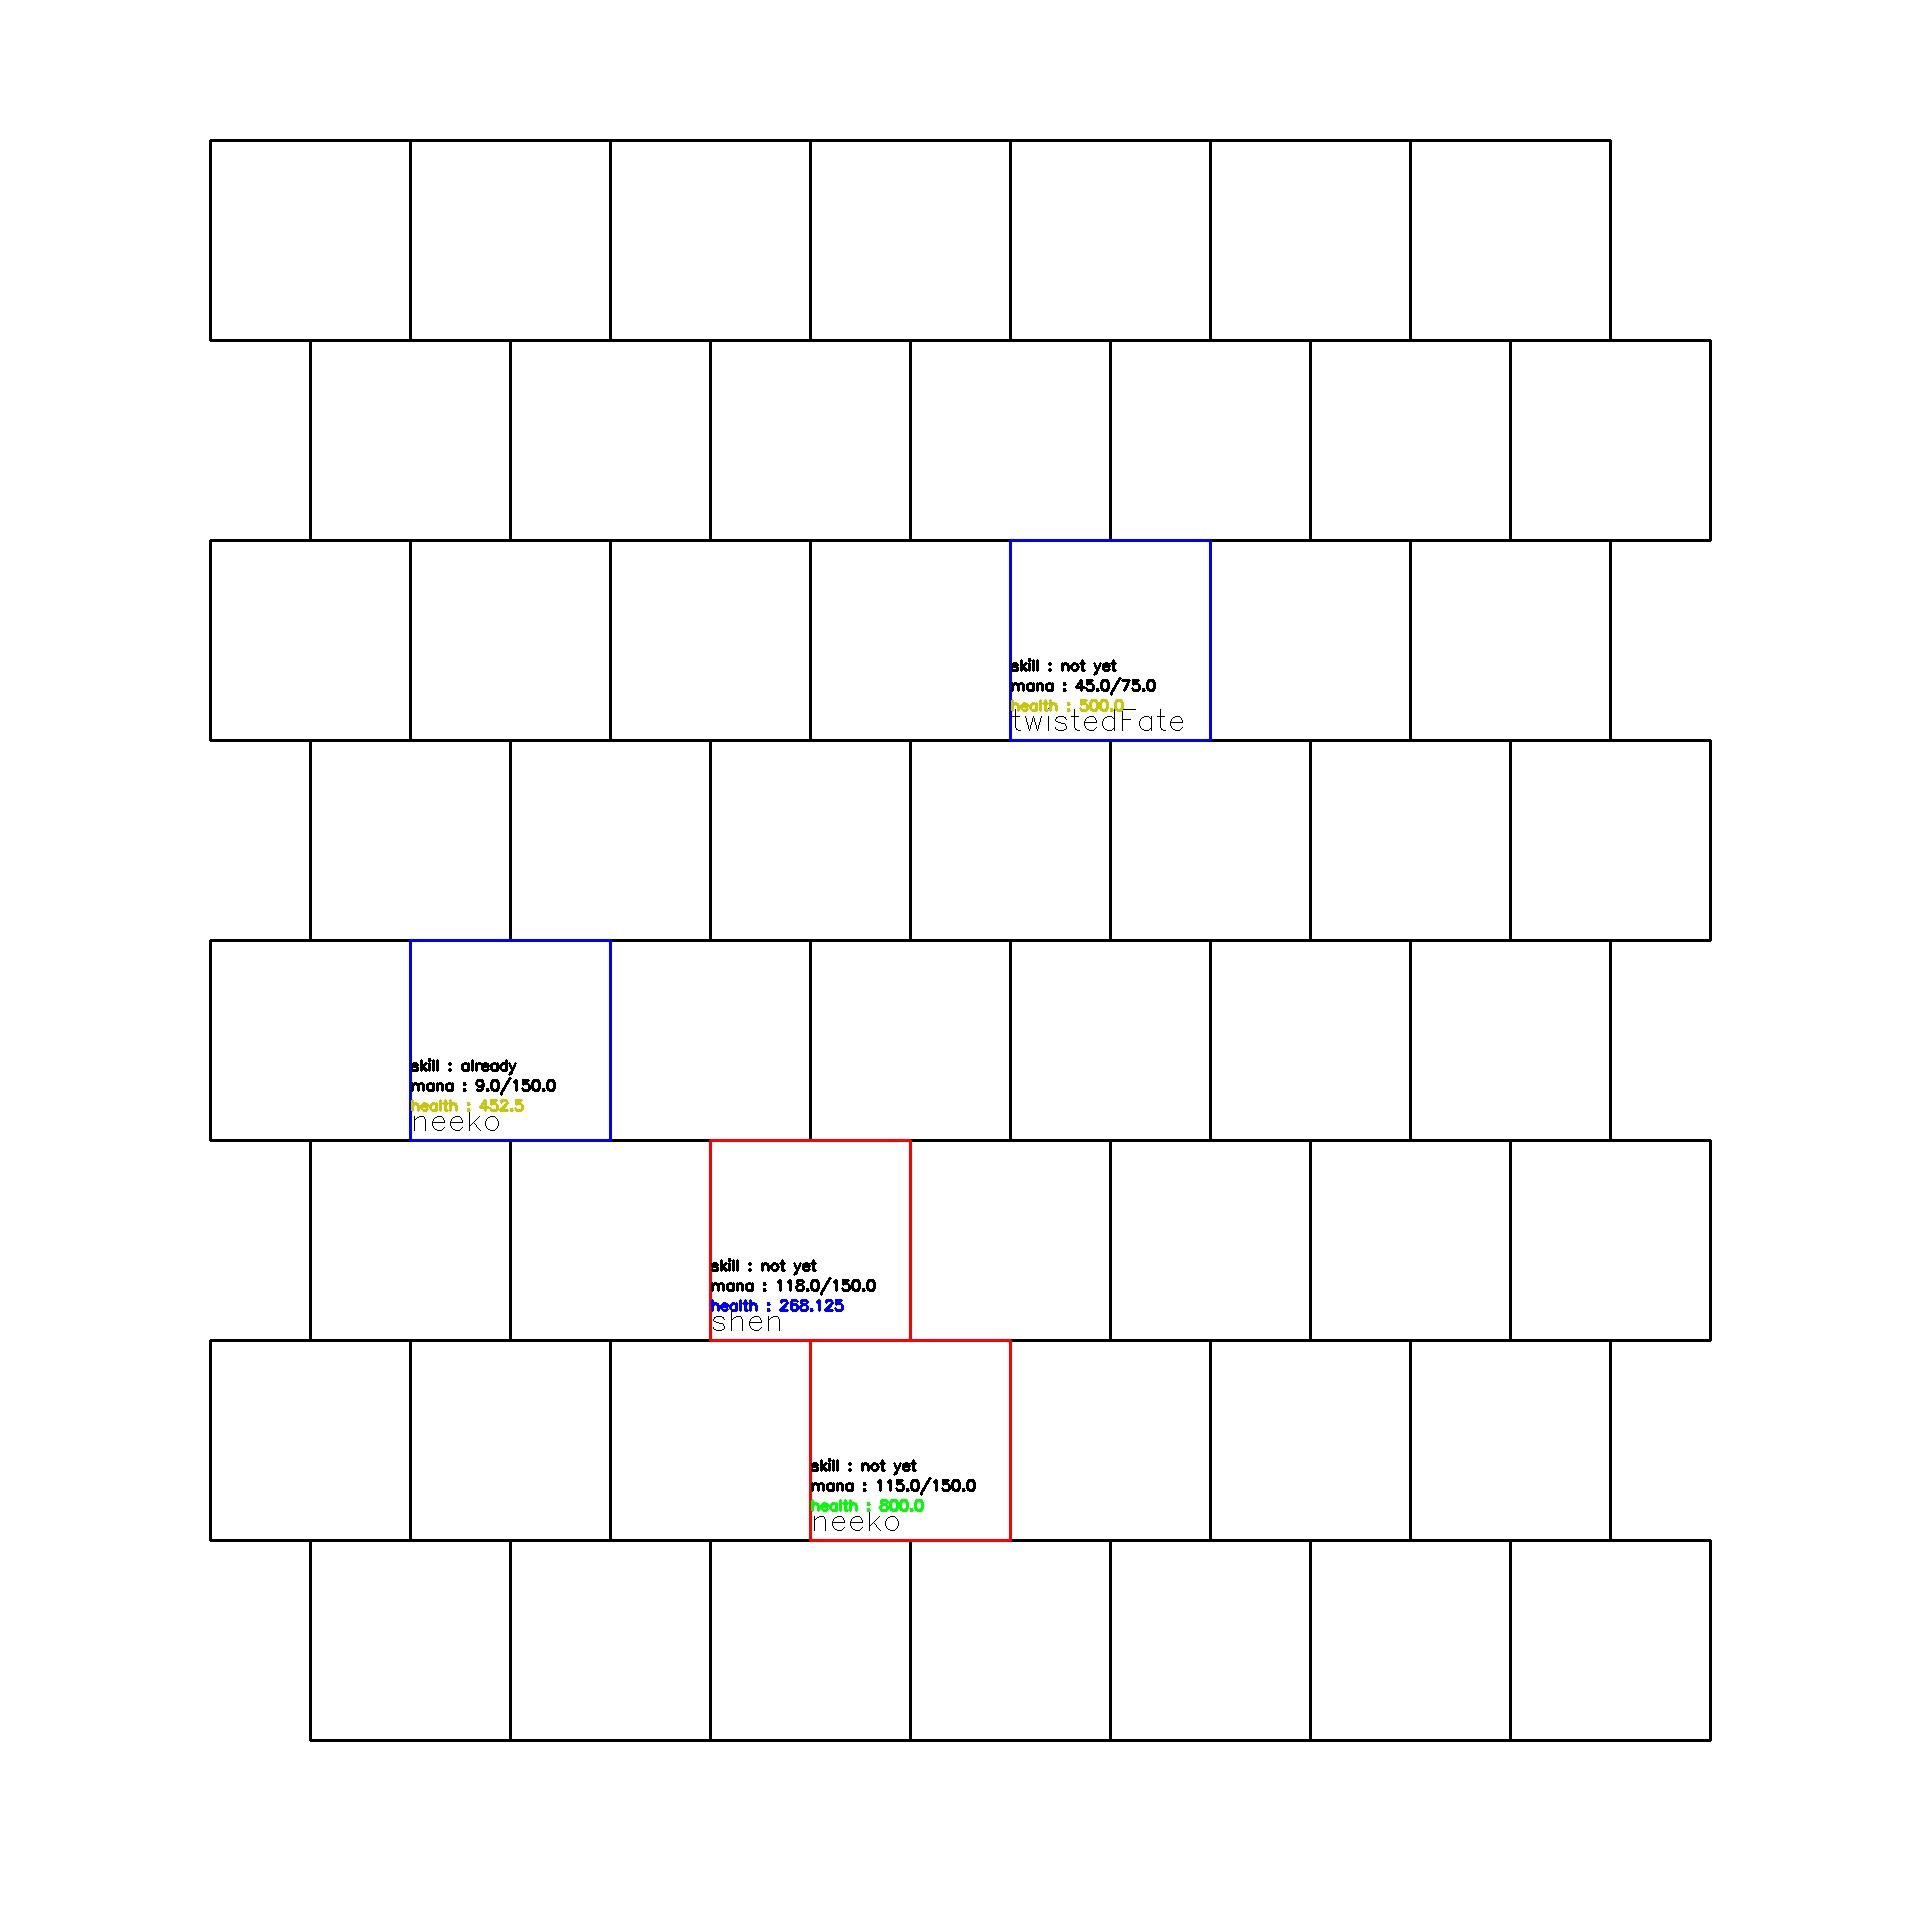 skill : not yet
mana : 45.0/75.0
health : 500.0
twistedFate
skill : already
mana : 9.0/150.0
health : 452.5
neeko
skill : not yet
mana : 118.0/150.0
health : 268.125
shen
skill : not yet
mana : 115.0/150.0
health : 800.0
neeko